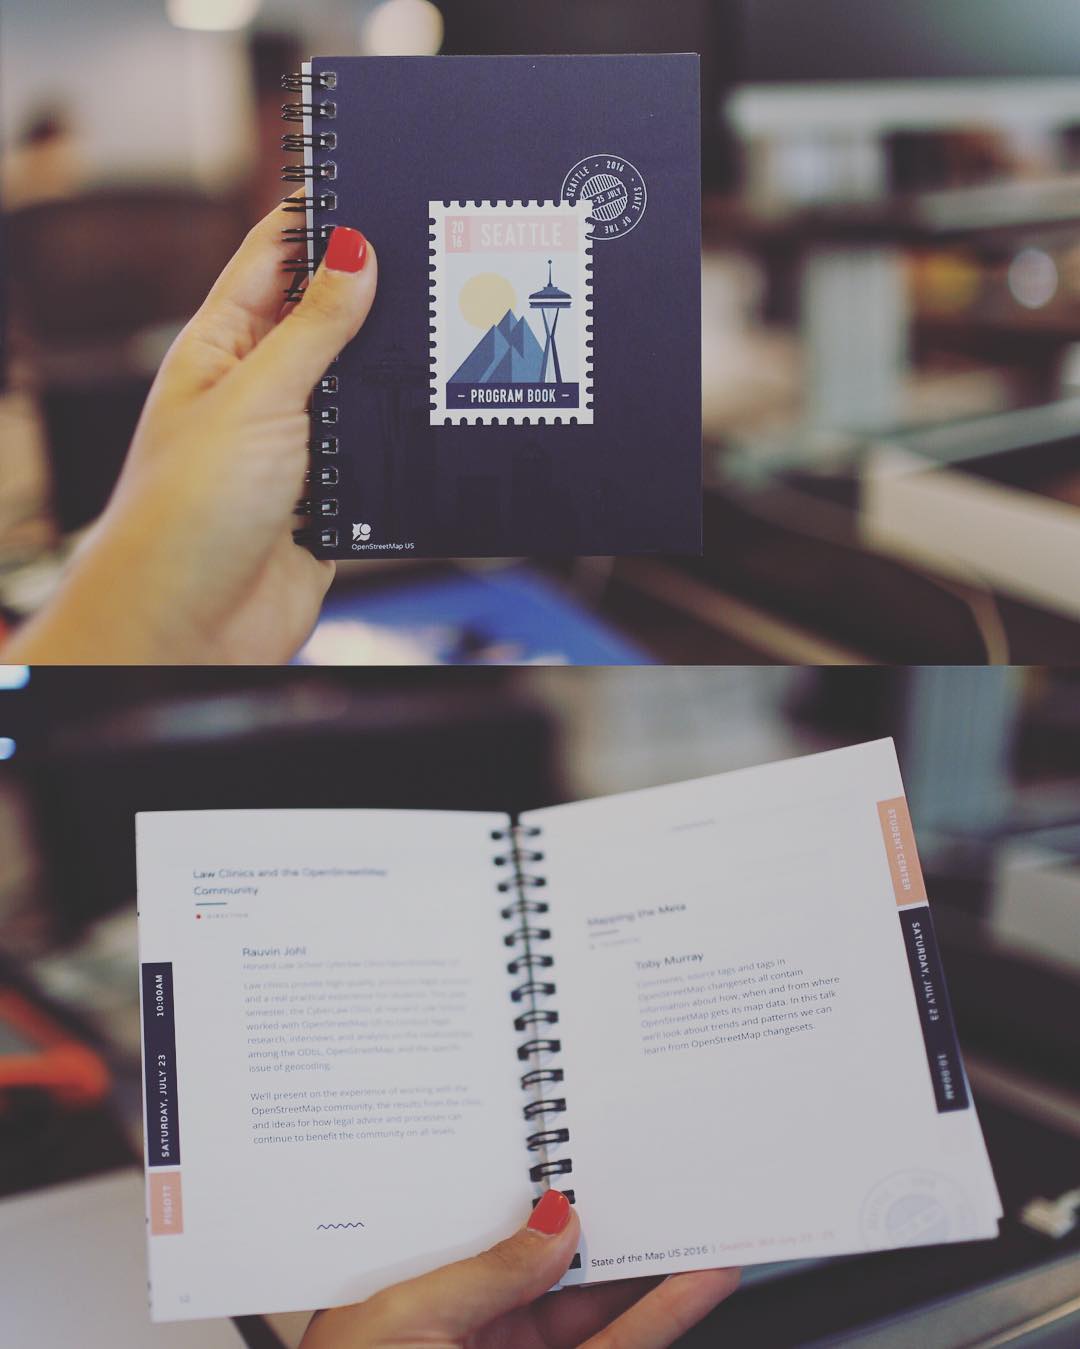 SEATTLE - 2016 - STATE OF THE
-25 JULY
20
16
SEATTLE
- PROGRAM BOOK -
OpenStreetMap US
Law Clinics and the OpenStreetMap
Community
DIRECTION
Rauvin Johl
Harvard Law School Cyberlaw Clinic/OpenStreetMap US
Law clinics provide high-quality legal
and a real practical experience for students. This past
semester, the CyberLaw Clinic at Harvard Law School
worked with OpenStreetMap US to conduct legal
research, interviews, and analysis on the relationships
among the ODbL, OpenStreetMap, and the specific
issue of geocoding.
We'll present on the experience of working with the
OpenStreetMap community, the results from the clinic,
and ideas for how legal advice and processes can
continue to benefit the community on all levels.
SATURDAY, JULY 23 10:00AM
PIGOTT
52
Mapping the Meta
Toby Murray
Comments, source tags and tags in
OpenStreetMap changesets all contain
information about how, when and from where
OpenStreetMap gets its map data. In this talk
we'll look about trends and patterns we can
learn from OpenStreetMap changesets.
STUDENT CENTER
SATURDAY, JULY 23 10:00AM
State of the Map US 2016 | Seattle, WA July 23 - 25